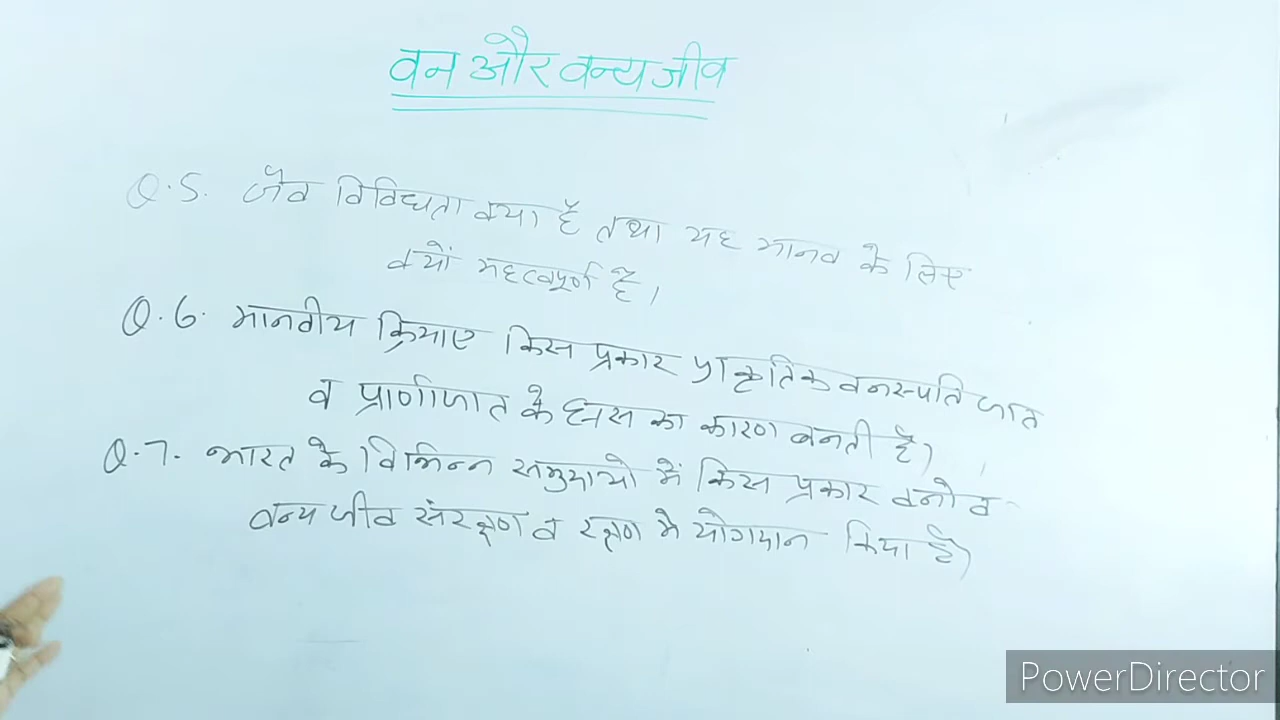 वन और वन्य जीव
Q.5. जैव विविधता क्या है तथा यह मानव के लिए
क्यों महत्वपूर्ण है।
Q.6. मानवीय क्रियाए किस प्रकार प्राकृतिक वनस्पति जात
व प्राणीजात के ह्रास का कारण बनती है।
Q.7. भारत के विभिन्न समुदायो में किस प्रकार वनो व
वन्य जीव संरक्षण व रक्षण मे योगदान किया है।
PowerDirector